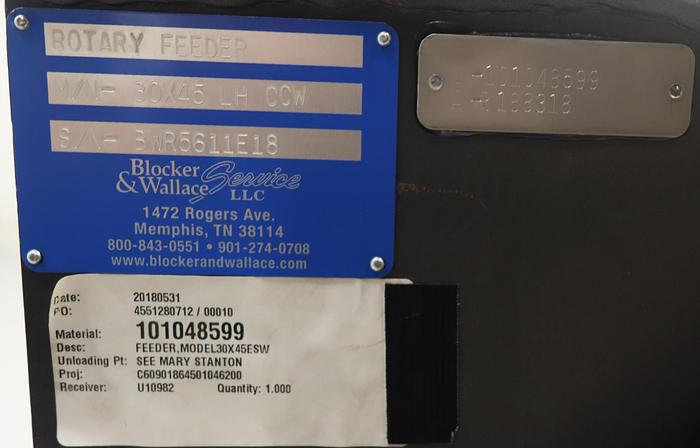 ROTARY FEEDER
M/N- 30X45 LH CCW
S/N- BWR5611E18
Blocker
& Wallace Service
LLC
1472 Rogers Ave.
Memphis, TN 38114
800-843-0551 • 901-274-0708
www.blockerandwallace.com
-101048599
-R188318
Date: 20180531
PO: 4551280712 / 00010
Material: 101048599
Desc: FEEDER,MODEL30X45ESW
Unloading Pt: SEE MARY STANTON
Proj: C60901864501046200
Receiver: U10982 Quantity: 1.000